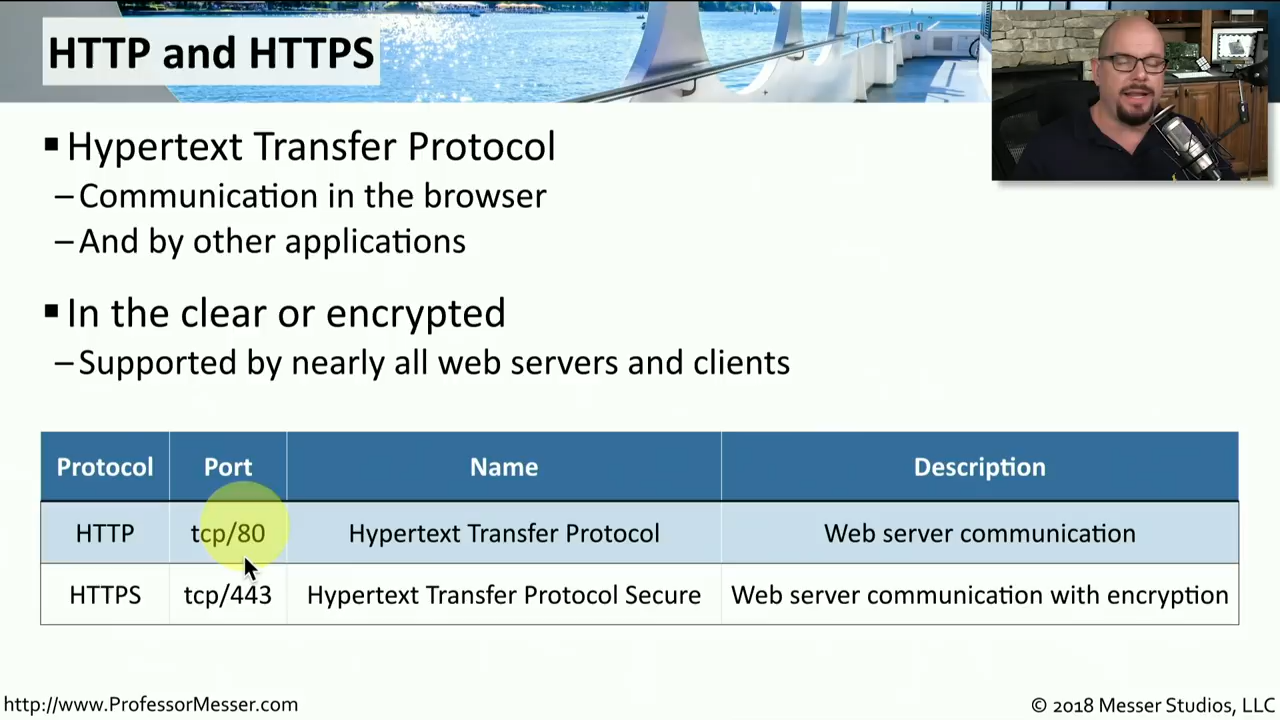 HTTP and HTTPS
▪ Hypertext Transfer Protocol
– Communication in the browser
– And by other applications
▪ In the clear or encrypted
– Supported by nearly all web servers and clients
Protocol Port Name Description
HTTP tcp/80 Hypertext Transfer Protocol Web server communication
HTTPS tcp/443 Hypertext Transfer Protocol Secure Web server communication with encryption
http://www.ProfessorMesser.com © 2018 Messer Studios, LLC